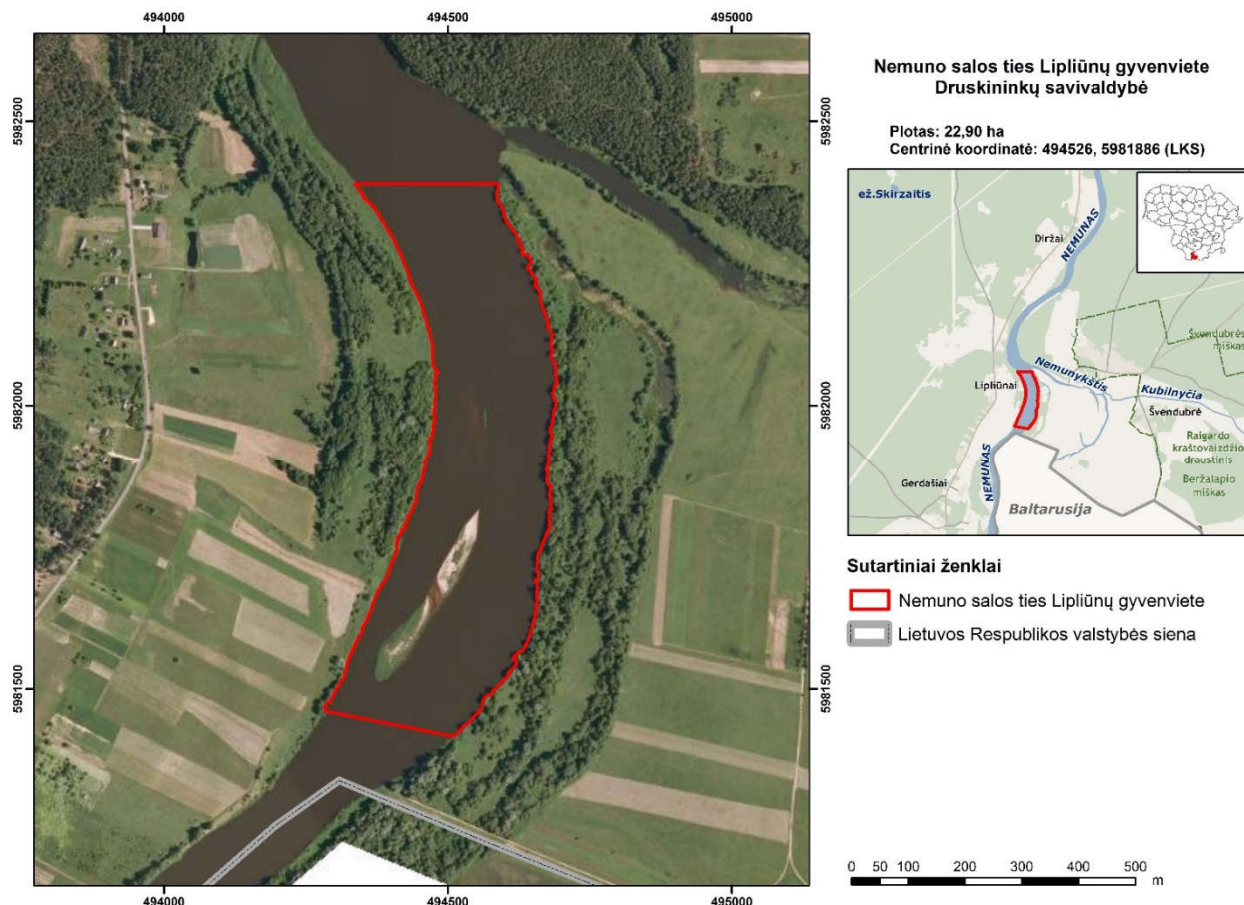 494000
494500
495000
5982500
5982000
5981500
5982500
5982000
5981500
494000
494500
495000
Nemuno salos ties Lipliūnų gyvenviete
Druskininkų savivaldybė
Plotas: 22,90 ha
Centrinė koordinatė: 494526, 5981886 (LKS)
ež.Skirzaitis
Diržai
NEMUNAS
Švendubrės
miškas
Lipliūnai
Nemunykštis
Kubilnyčia
Švendubrė
Raigardo
kraštovaizdžio
draustinis
Beržalapio
miškas
Gerdašiai
NEMUNAS
Baltarusija
Sutartiniai ženklai
Nemuno salos ties Lipliūnų gyvenviete
Lietuvos Respublikos valstybės siena
0 50 100 200 300 400 500
m